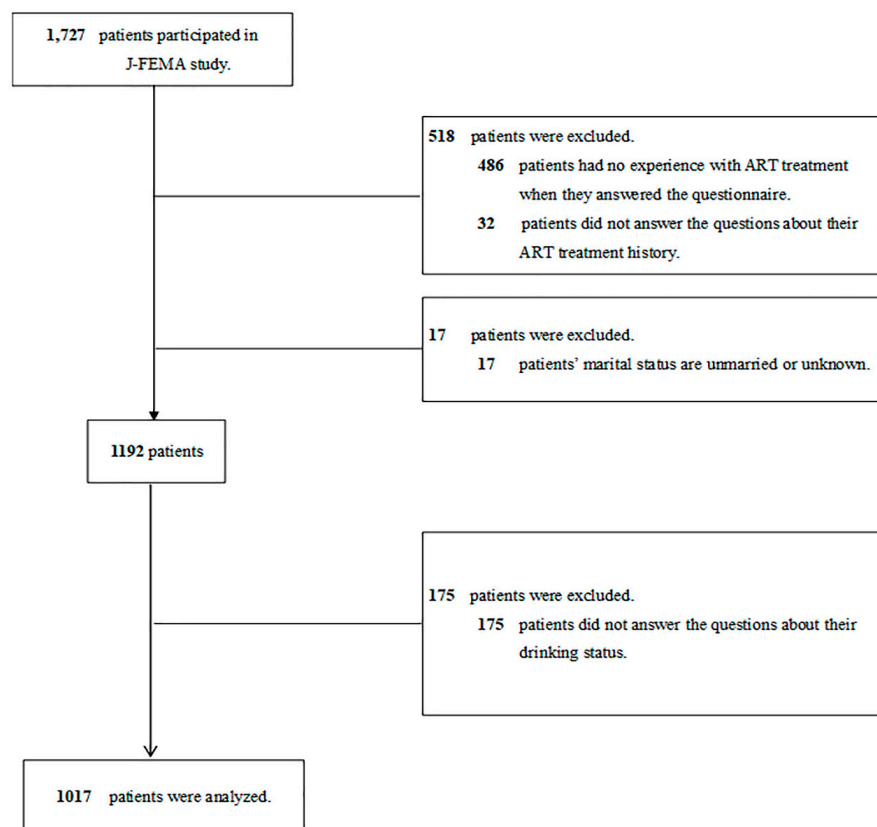 1,727 patients participated in
J-FEMA study.
518 patients were excluded.
486 patients had no experience with ART treatment
when they answered the questionnaire.
32 patients did not answer the questions about their
ART treatment history.
17 patients were excluded.
17 patients’ marital status are unmarried or unknown.
1192 patients
175 patients were excluded.
175 patients did not answer the questions about their
drinking status.
1017 patients were analyzed.